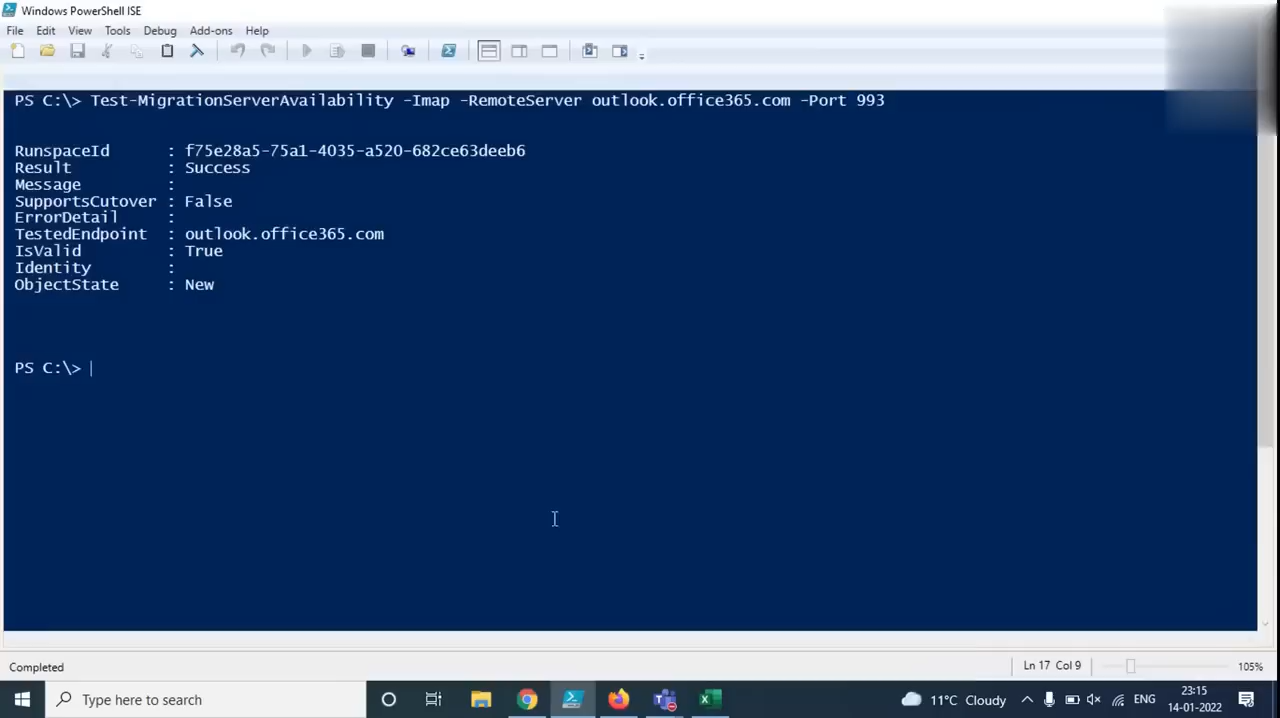 Windows PowerShell ISE
File Edit View Tools Debug Add-ons Help
PS C:\> Test-MigrationServerAvailability -Imap -RemoteServer outlook.office365.com -Port 993
RunspaceId : f75e28a5-75a1-4035-a520-682ce63deeb6
Result : Success
Message :
SupportsCutover : False
ErrorDetail :
TestedEndpoint : outlook.office365.com
IsValid : True
Identity :
ObjectState : New
PS C:\>
Completed Ln 17 Col 9 105%
Type here to search 11°C Cloudy ENG 23:15
14-01-2022